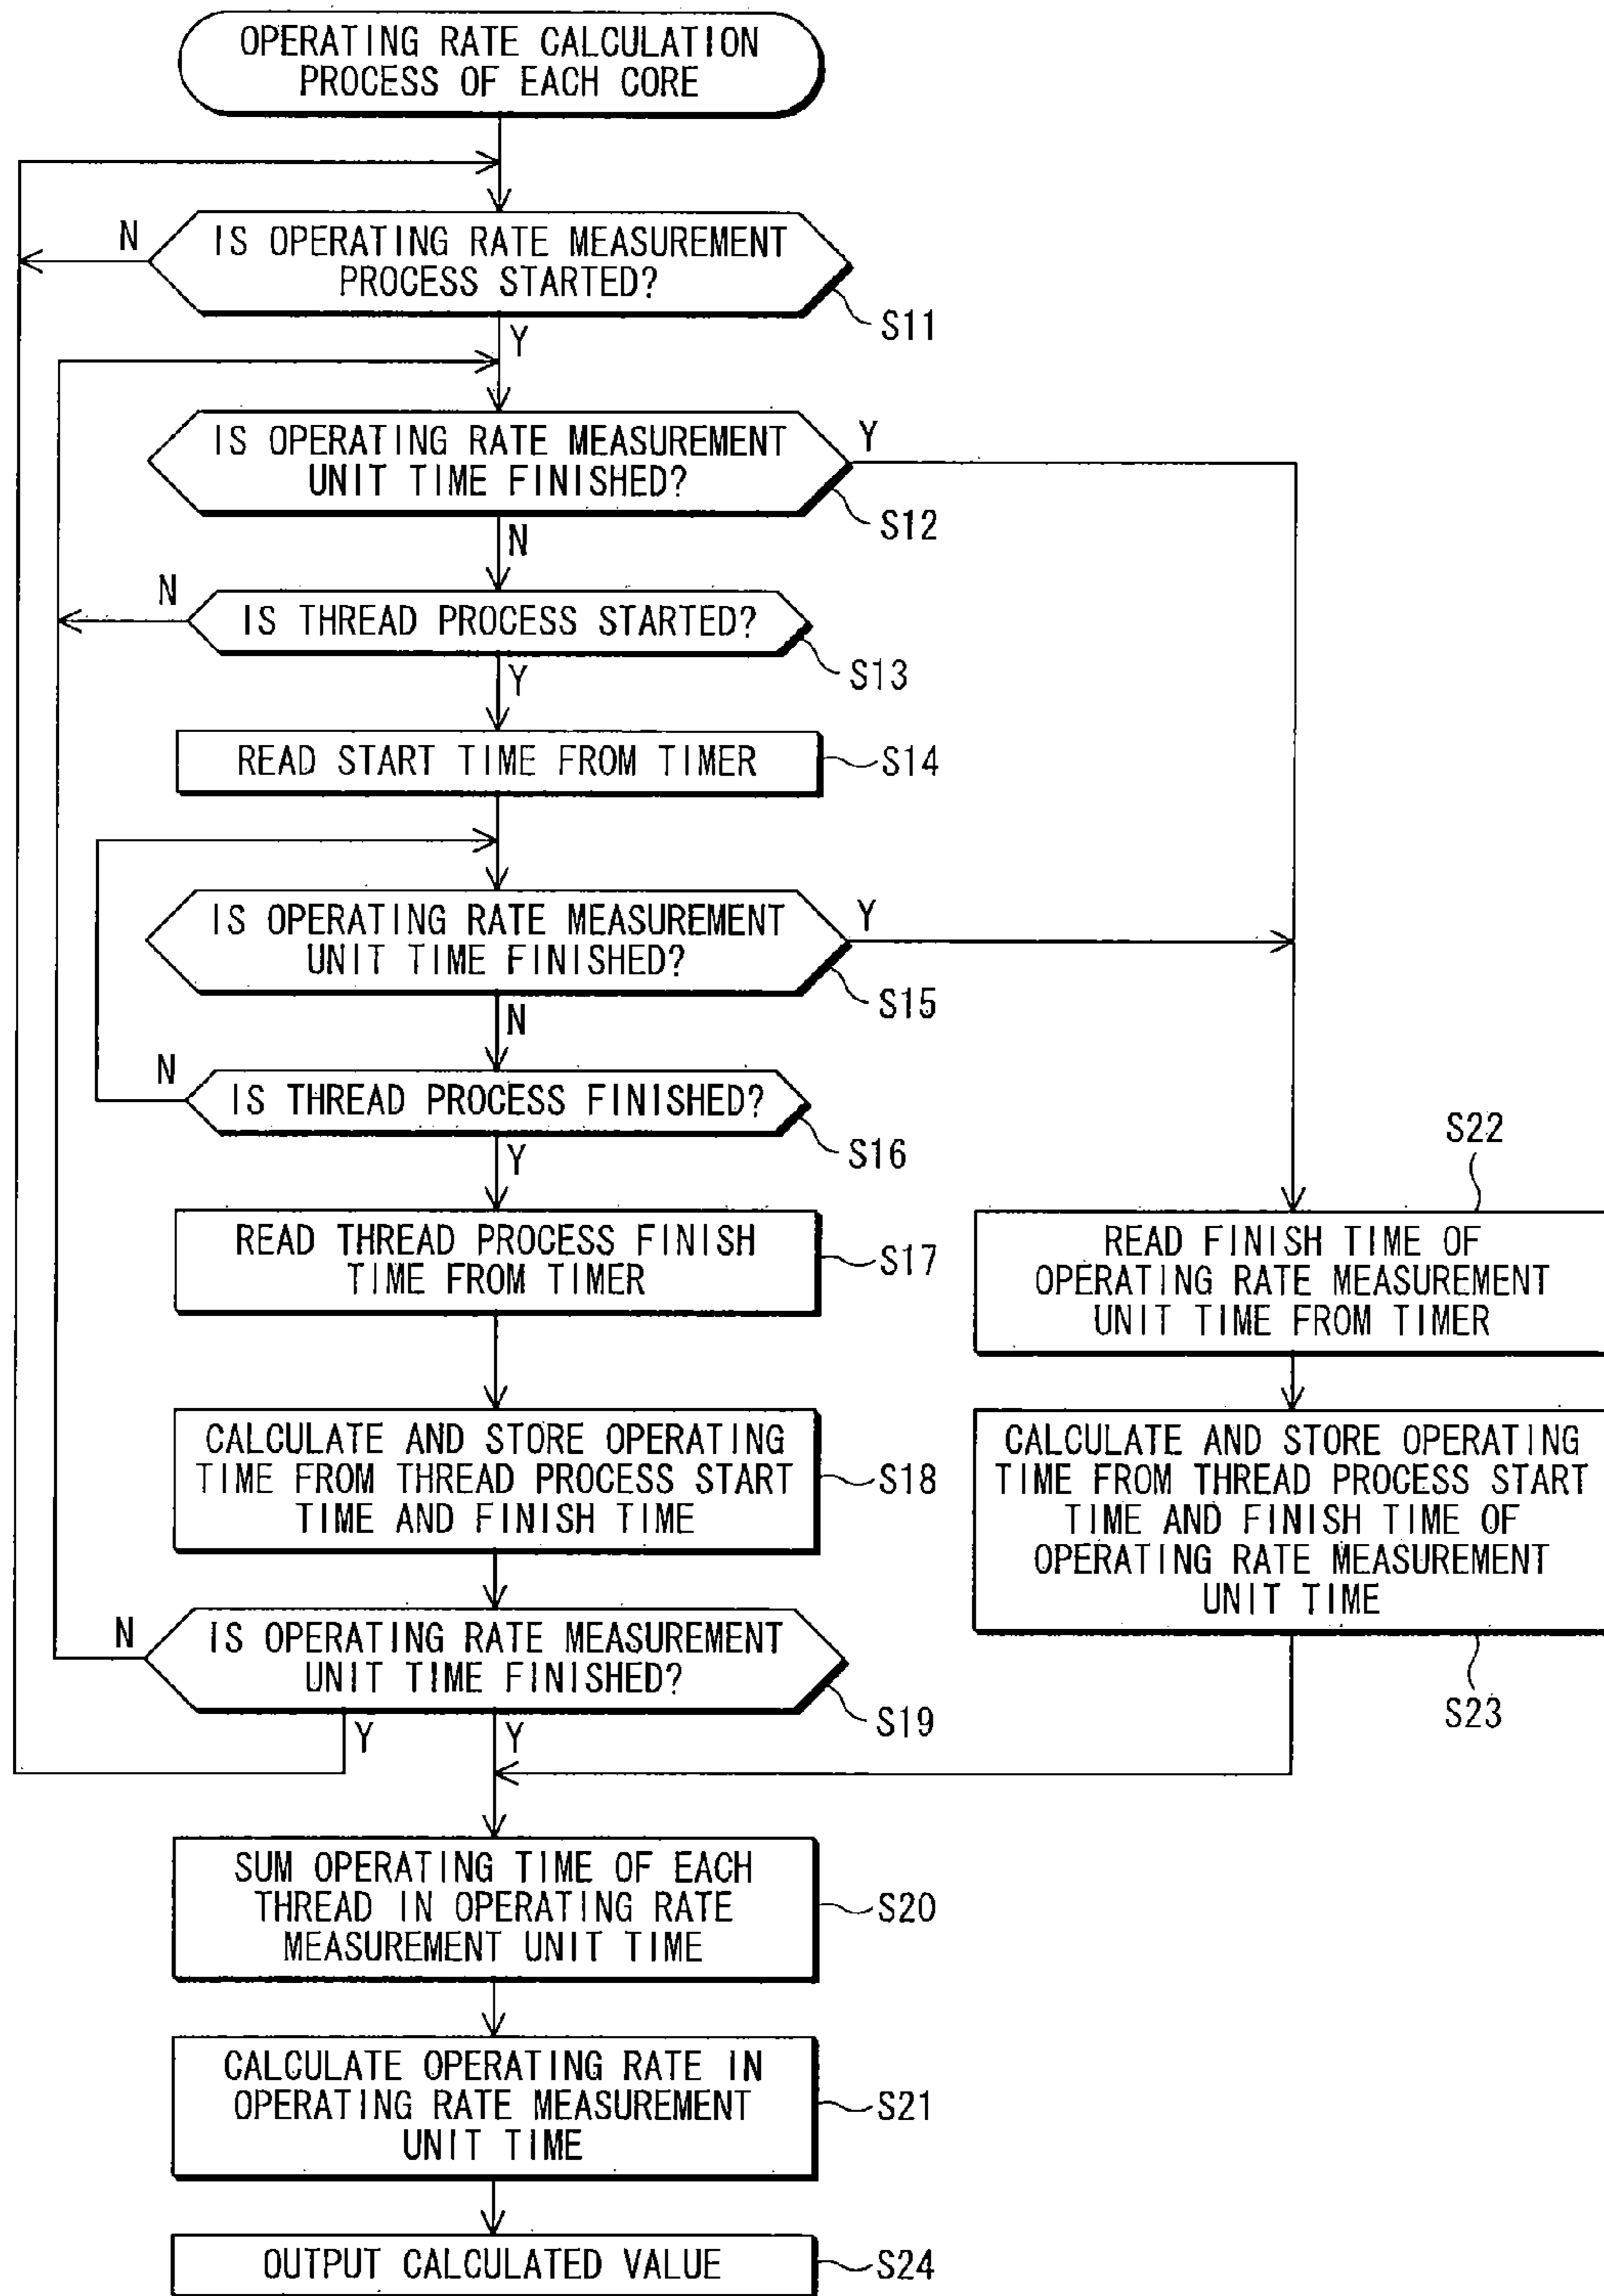 OPERATING RATE CALCULATION
PROCESS OF EACH CORE
N
IS OPERATING RATE MEASUREMENT
PROCESS STARTED?
S11
Y
IS OPERATING RATE MEASUREMENT
UNIT TIME FINISHED?
Y
S12
N
N
IS THREAD PROCESS STARTED?
S13
Y
READ START TIME FROM TIMER
S14
IS OPERATING RATE MEASUREMENT
UNIT TIME FINISHED?
Y
S15
N
N
IS THREAD PROCESS FINISHED?
S16
Y
READ THREAD PROCESS FINISH
TIME FROM TIMER
S17
S22
READ FINISH TIME OF
OPERATING RATE MEASUREMENT
UNIT TIME FROM TIMER
CALCULATE AND STORE OPERATING
TIME FROM THREAD PROCESS START
TIME AND FINISH TIME
S18
CALCULATE AND STORE OPERATING
TIME FROM THREAD PROCESS START
TIME AND FINISH TIME OF
OPERATING RATE MEASUREMENT
UNIT TIME
S23
N
IS OPERATING RATE MEASUREMENT
UNIT TIME FINISHED?
S19
Y
Y
SUM OPERATING TIME OF EACH
THREAD IN OPERATING RATE
MEASUREMENT UNIT TIME
S20
CALCULATE OPERATING RATE IN
OPERATING RATE MEASUREMENT
UNIT TIME
S21
OUTPUT CALCULATED VALUE
S24